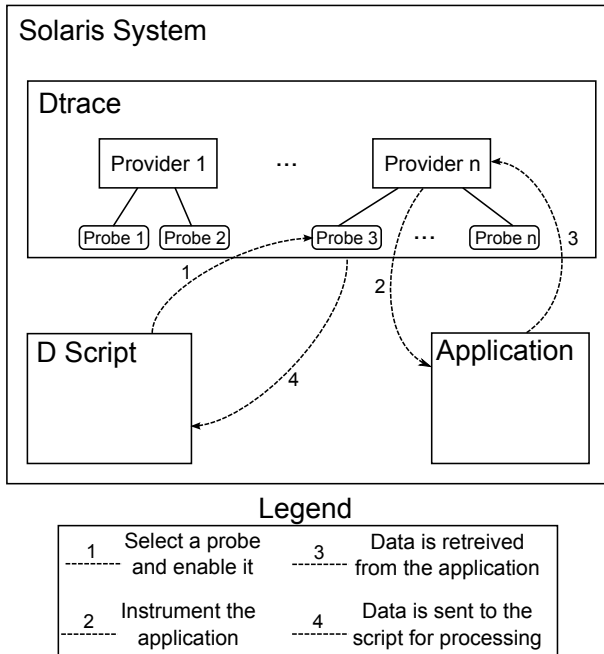 Solaris System
Dtrace
Provider 1
...
Provider n
Probe 1
Probe 2
Probe 3
...
Probe n
1
2
3
4
D Script
Application
Legend
1
Select a probe
and enable it
3
Data is retreived
from the application
2
Instrument the
application
4
Data is sent to the
script for processing